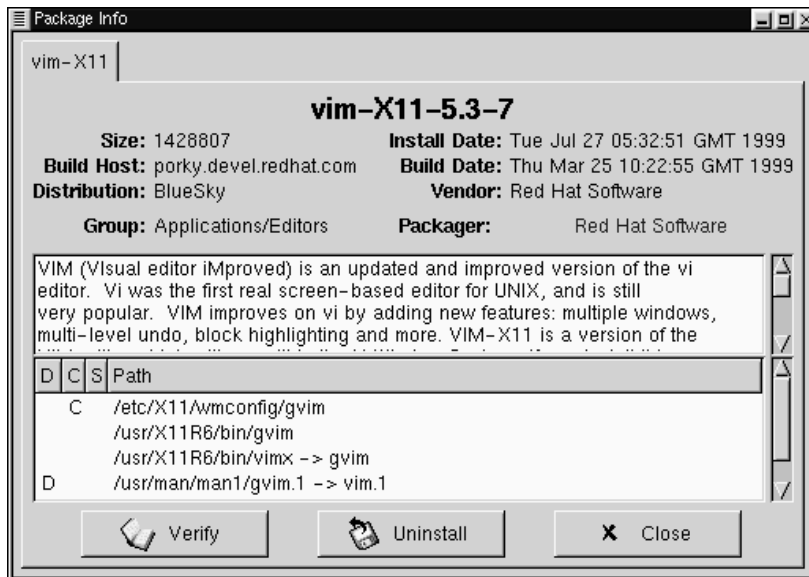 Package Info
vim-X11
vim-X11-5.3-7
Size: 1428807 Install Date: Tue Jul 27 05:32:51 GMT 1999
Build Host: porky.devel.redhat.com Build Date: Thu Mar 25 10:22:55 GMT 1999
Distribution: BlueSky Vendor: Red Hat Software
Group: Applications/Editors Packager: Red Hat Software
VIM (VIsual editor iMproved) is an updated and improved version of the vi
editor. Vi was the first real screen-based editor for UNIX, and is still
very popular. VIM improves on vi by adding new features: multiple windows,
multi-level undo, block highlighting and more. VIM-X11 is a version of the
D C S Path
C /etc/X11/wmconfig/gvim
/usr/X11R6/bin/gvim
/usr/X11R6/bin/vimx -> gvim
D /usr/man/man1/gvim.1 -> vim.1
Verify Uninstall Close